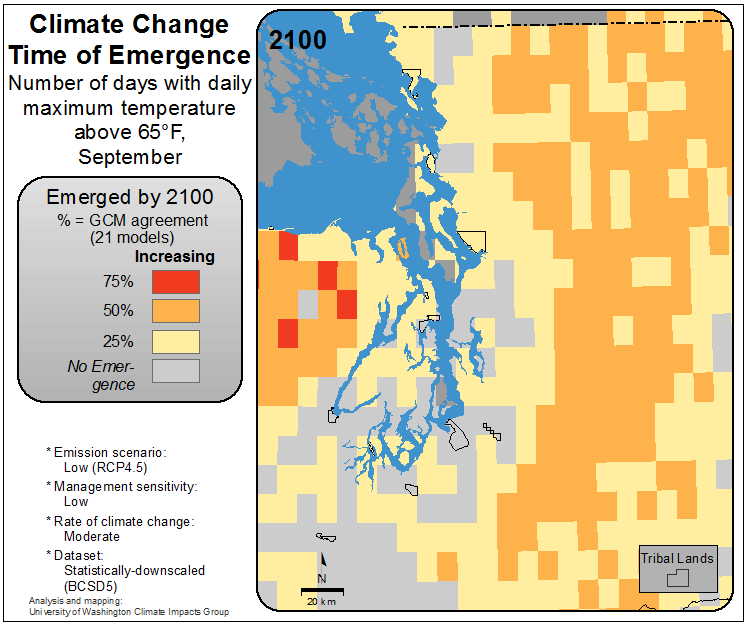 Climate Change
Time of Emergence
Number of days with daily
maximum temperature
above 65°F,
September
Emerged by 2100
% = GCM agreement
(21 models)
Increasing
75%
50%
25%
No Emer-
gence
* Emission scenario:
Low (RCP4.5)
* Management sensitivity:
Low
* Rate of climate change:
Moderate
* Dataset:
Statistically-downscaled
(BCSD5)
Analysis and mapping:
University of Washington Climate Impacts Group
2100
N
20 km
Tribal Lands